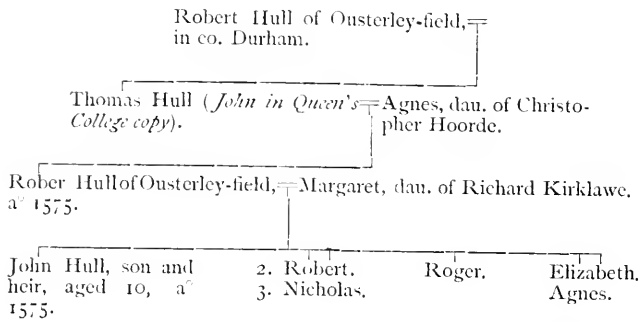 Robert Hull of Ousterley-field,
in co. Durham.
Thomas Hull (John in Queen's
College copy).
Agnes, dau. of Christo-
pher Hoorde.
Rober Hull of Ousterley-field,
a° 1575.
Margaret, dau. of Richard Kirklawe.
John Hull, son and
heir, aged 10, a°
1575.
2. Robert.
3. Nicholas.
Roger.
Elizabeth.
Agnes.